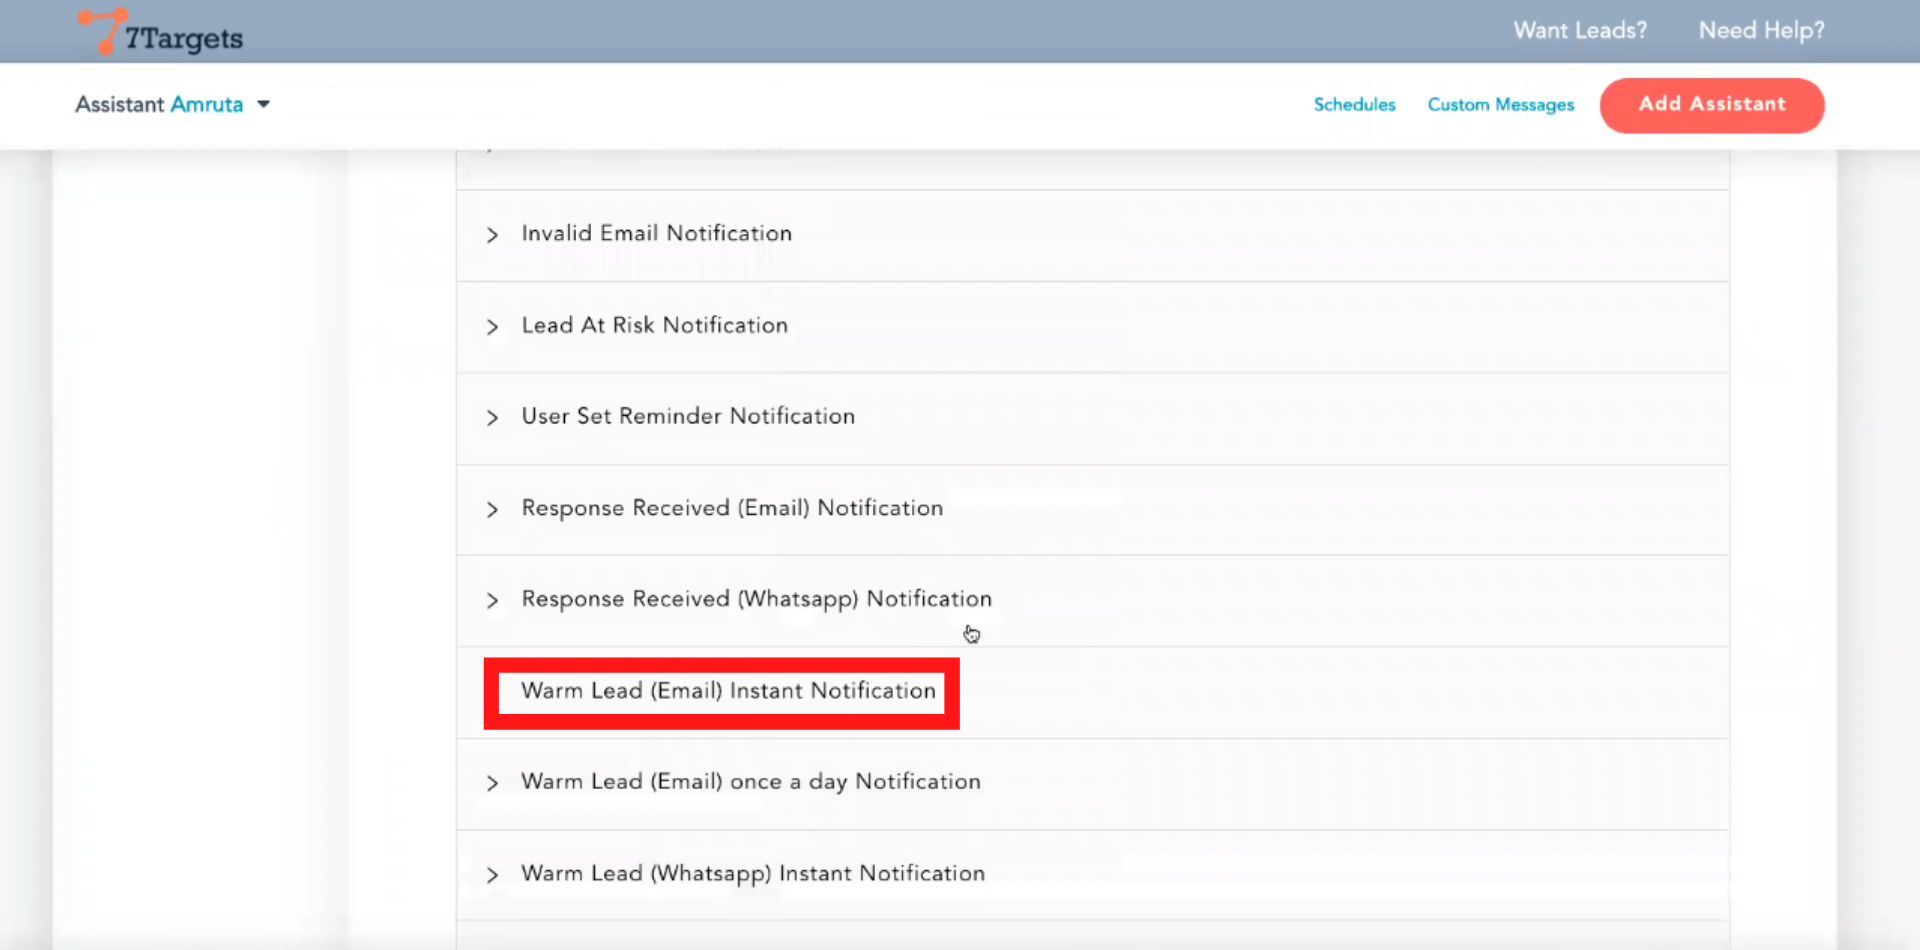 7Targets
Want Leads?
Need Help?
Assistant Amruta
Schedules
Custom Messages
Add Assistant
Invalid Email Notification
Lead At Risk Notification
User Set Reminder Notification
Response Received (Email) Notification
Response Received (Whatsapp) Notification
Warm Lead (Email) Instant Notification
Warm Lead (Email) once a day Notification
Warm Lead (Whatsapp) Instant Notification